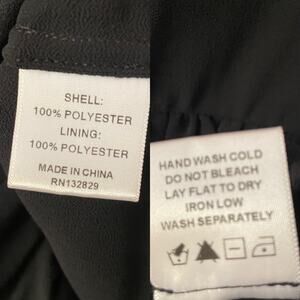 SHELL:
100% POLYESTER
LINING:
100% POLYESTER
MADE IN CHINA
RN132829
HAND WASH COLD
DO NOT BLEACH
LAY FLAT TO DRY
IRON LOW
WASH SEPARATELY